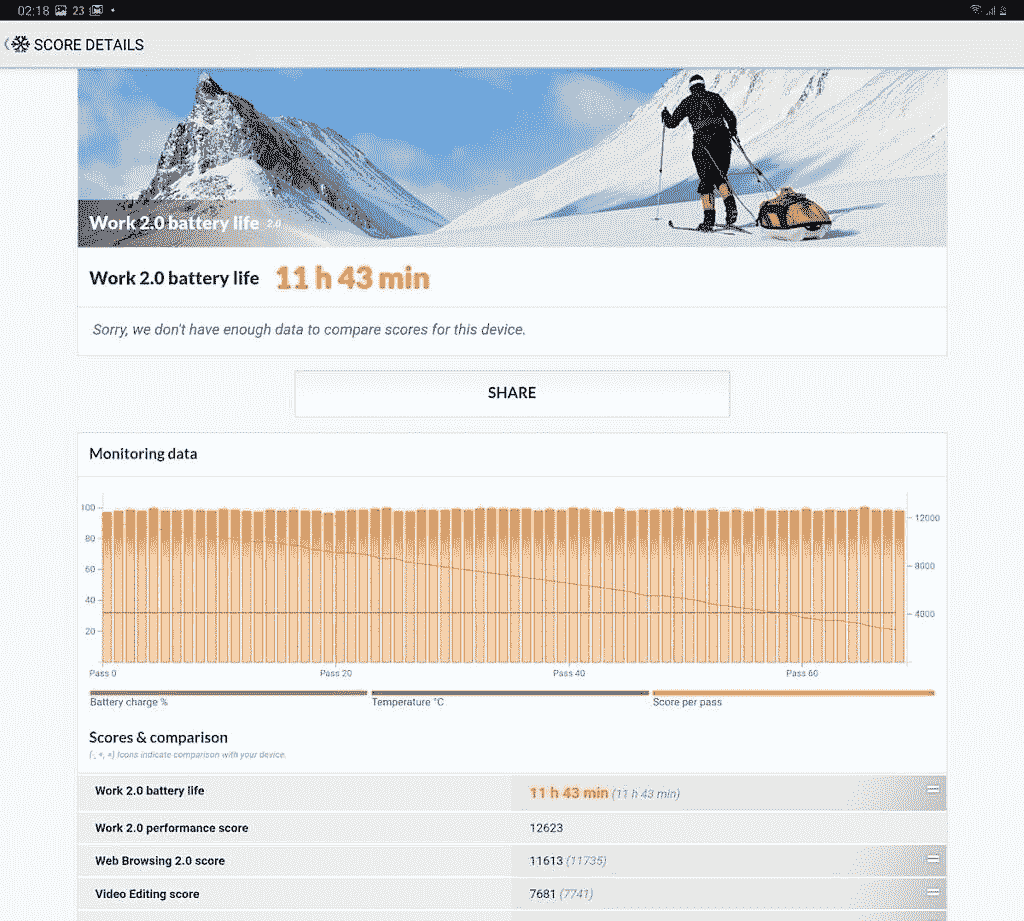 02:18 23
SCORE DETAILS
Work 2.0 battery life 2.0
Work 2.0 battery life 11 h 43 min
Sorry, we don't have enough data to compare scores for this device.
SHARE
Monitoring data
100
80
60
40
20
12000
8000
4000
Pass 0 Pass 20 Pass 40 Pass 60
Battery charge % Temperature °C Score per pass
Scores & comparison
(-, +, =) Icons indicate comparison with your device.
Work 2.0 battery life 11 h 43 min (11 h 43 min)
Work 2.0 performance score 12623
Web Browsing 2.0 score 11613 (11735)
Video Editing score 7681 (7741)